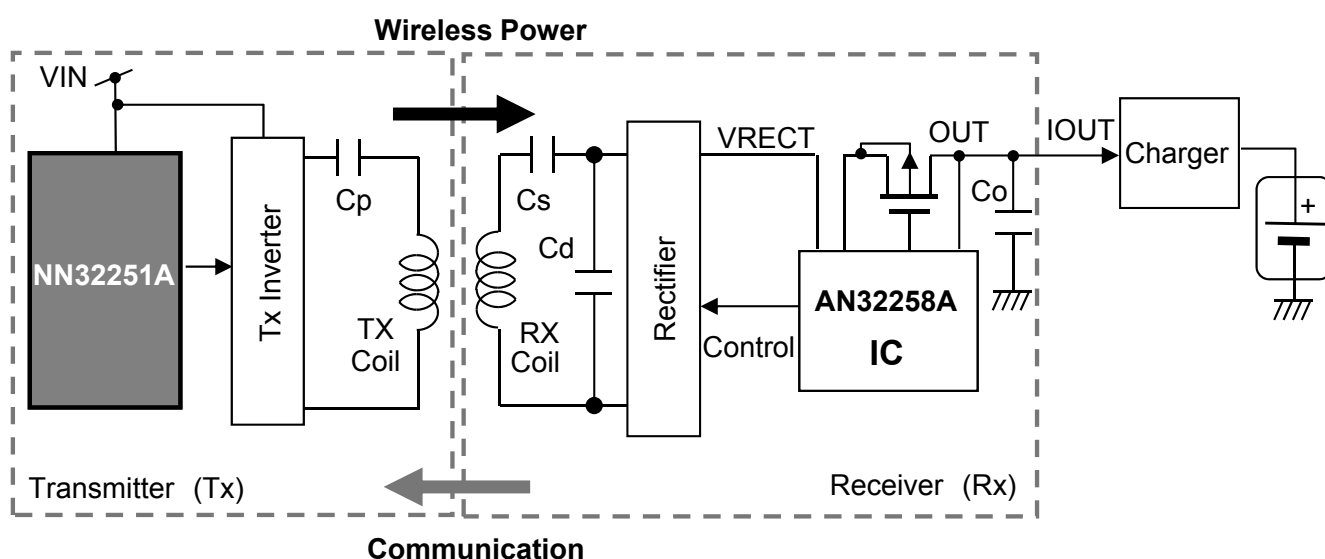 Wireless Power
VIN
NN32251A
Tx Inverter
Cp
TX
Coil
Transmitter (Tx)
Cs
Cd
RX
Coil
Rectifier
VRECT
Control
AN32258A
IC
OUT
Co
IOUT
Charger
+
Receiver (Rx)
Communication